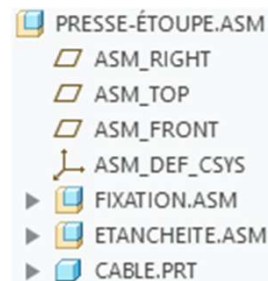 PRESSE-ÉTOUPE.ASM
ASM_RIGHT
ASM_TOP
ASM_FRONT
ASM_DEF_CSYS
FIXATION.ASM
ETANCHEITE.ASM
CABLE.PRT